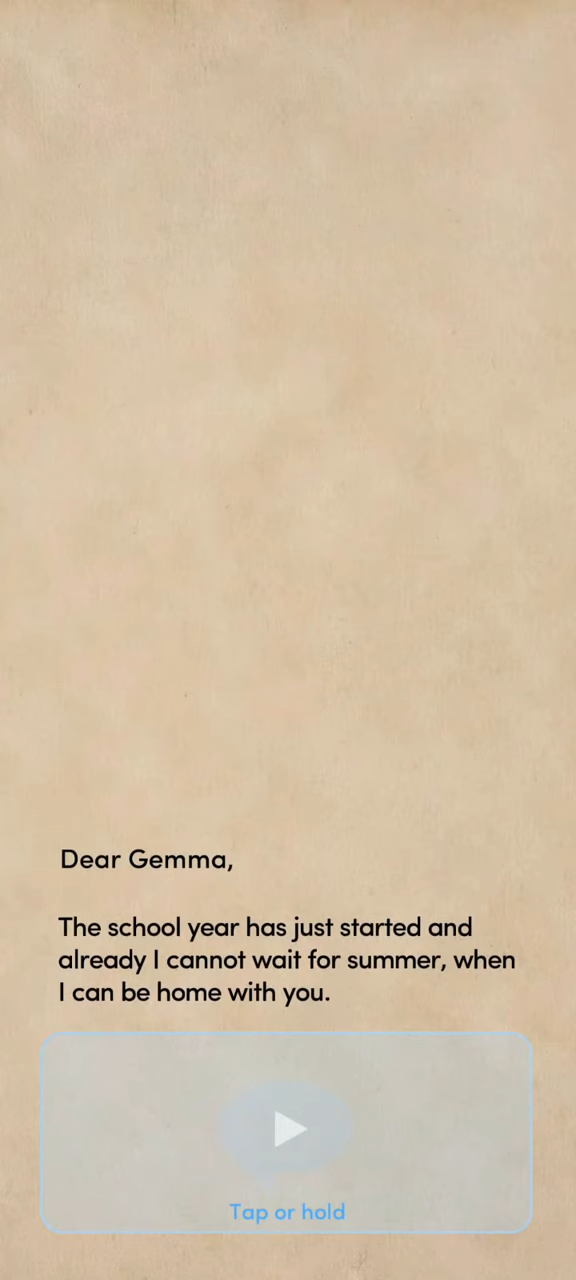 Dear Gemma,
The school year has just started and
already I cannot wait for summer, when
I can be home with you.
Tap or hold